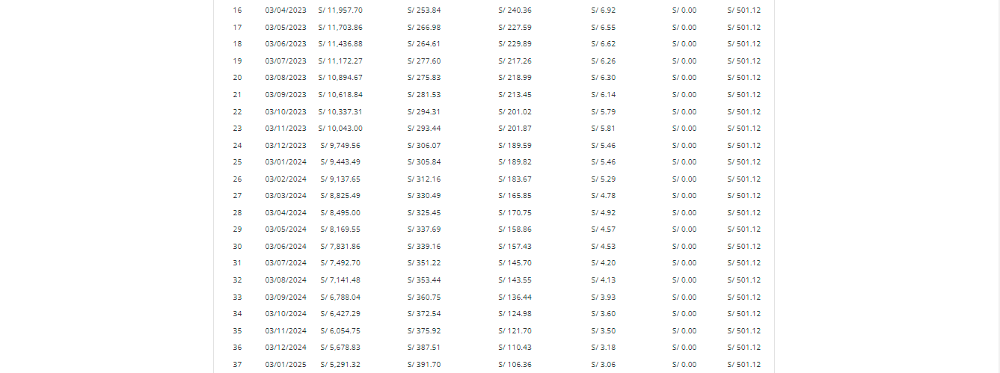 16 03/04/2023 S/ 11,957.70 S/ 253.84 S/ 240.36 S/ 6.92 S/ 0.00 S/ 501.12
17 03/05/2023 S/ 11,703.86 S/ 266.98 S/ 227.59 S/ 6.55 S/ 0.00 S/ 501.12
18 03/06/2023 S/ 11,436.88 S/ 264.61 S/ 229.89 S/ 6.62 S/ 0.00 S/ 501.12
19 03/07/2023 S/ 11,172.27 S/ 277.60 S/ 217.26 S/ 6.26 S/ 0.00 S/ 501.12
20 03/08/2023 S/ 10,894.67 S/ 275.83 S/ 218.99 S/ 6.30 S/ 0.00 S/ 501.12
21 03/09/2023 S/ 10,618.84 S/ 281.53 S/ 213.45 S/ 6.14 S/ 0.00 S/ 501.12
22 03/10/2023 S/ 10,337.31 S/ 294.31 S/ 201.02 S/ 5.79 S/ 0.00 S/ 501.12
23 03/11/2023 S/ 10,043.00 S/ 293.44 S/ 201.87 S/ 5.81 S/ 0.00 S/ 501.12
24 03/12/2023 S/ 9,749.56 S/ 306.07 S/ 189.59 S/ 5.46 S/ 0.00 S/ 501.12
25 03/01/2024 S/ 9,443.49 S/ 305.84 S/ 189.82 S/ 5.46 S/ 0.00 S/ 501.12
26 03/02/2024 S/ 9,137.65 S/ 312.16 S/ 183.67 S/ 5.29 S/ 0.00 S/ 501.12
27 03/03/2024 S/ 8,825.49 S/ 330.49 S/ 165.85 S/ 4.78 S/ 0.00 S/ 501.12
28 03/04/2024 S/ 8,495.00 S/ 325.45 S/ 170.75 S/ 4.92 S/ 0.00 S/ 501.12
29 03/05/2024 S/ 8,169.55 S/ 337.69 S/ 158.86 S/ 4.57 S/ 0.00 S/ 501.12
30 03/06/2024 S/ 7,831.86 S/ 339.16 S/ 157.43 S/ 4.53 S/ 0.00 S/ 501.12
31 03/07/2024 S/ 7,492.70 S/ 351.22 S/ 145.70 S/ 4.20 S/ 0.00 S/ 501.12
32 03/08/2024 S/ 7,141.48 S/ 353.44 S/ 143.55 S/ 4.13 S/ 0.00 S/ 501.12
33 03/09/2024 S/ 6,788.04 S/ 360.75 S/ 136.44 S/ 3.93 S/ 0.00 S/ 501.12
34 03/10/2024 S/ 6,427.29 S/ 372.54 S/ 124.98 S/ 3.60 S/ 0.00 S/ 501.12
35 03/11/2024 S/ 6,054.75 S/ 375.92 S/ 121.70 S/ 3.50 S/ 0.00 S/ 501.12
36 03/12/2024 S/ 5,678.83 S/ 387.51 S/ 110.43 S/ 3.18 S/ 0.00 S/ 501.12
37 03/01/2025 S/ 5,291.32 S/ 391.70 S/ 106.36 S/ 3.06 S/ 0.00 S/ 501.12